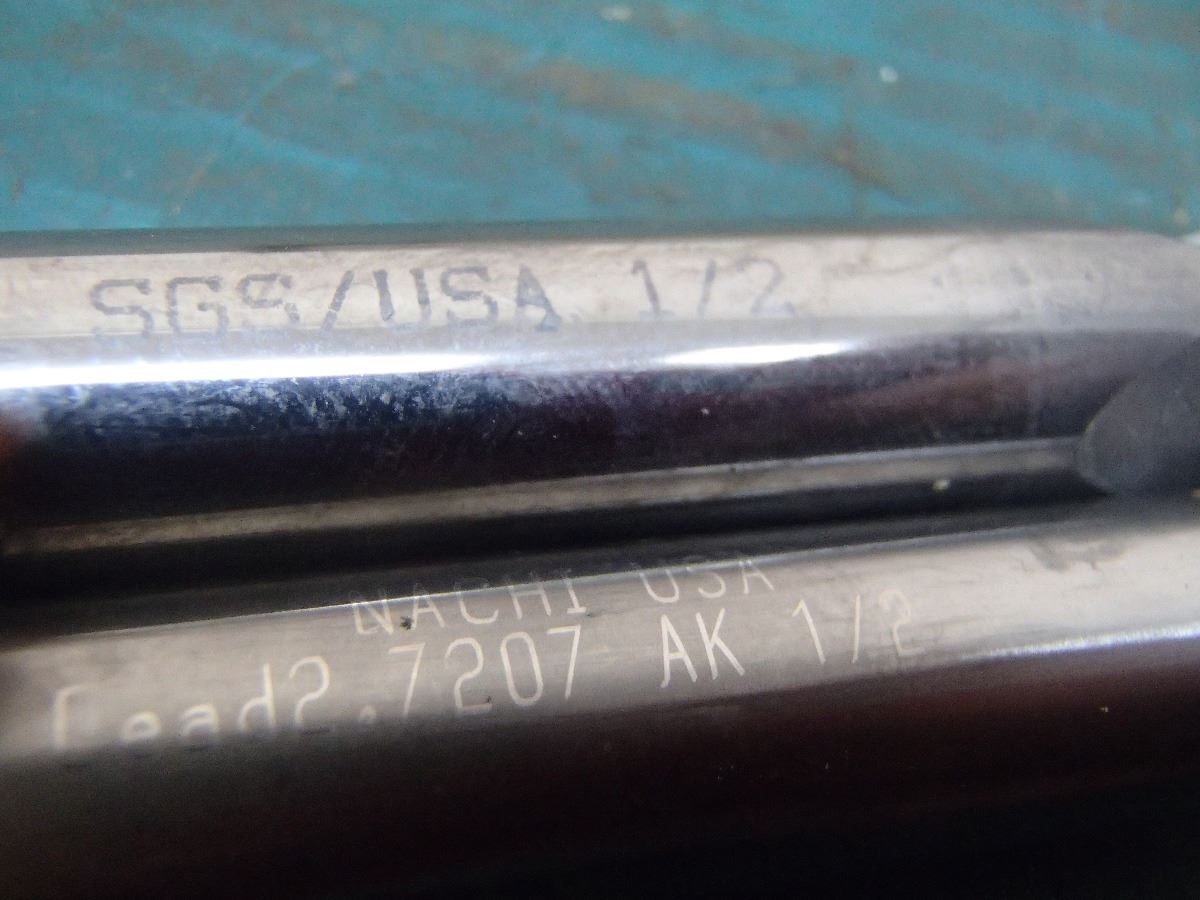 SGS/USA 1/2
NACHI USA
Lead2.7207 AK 1/2